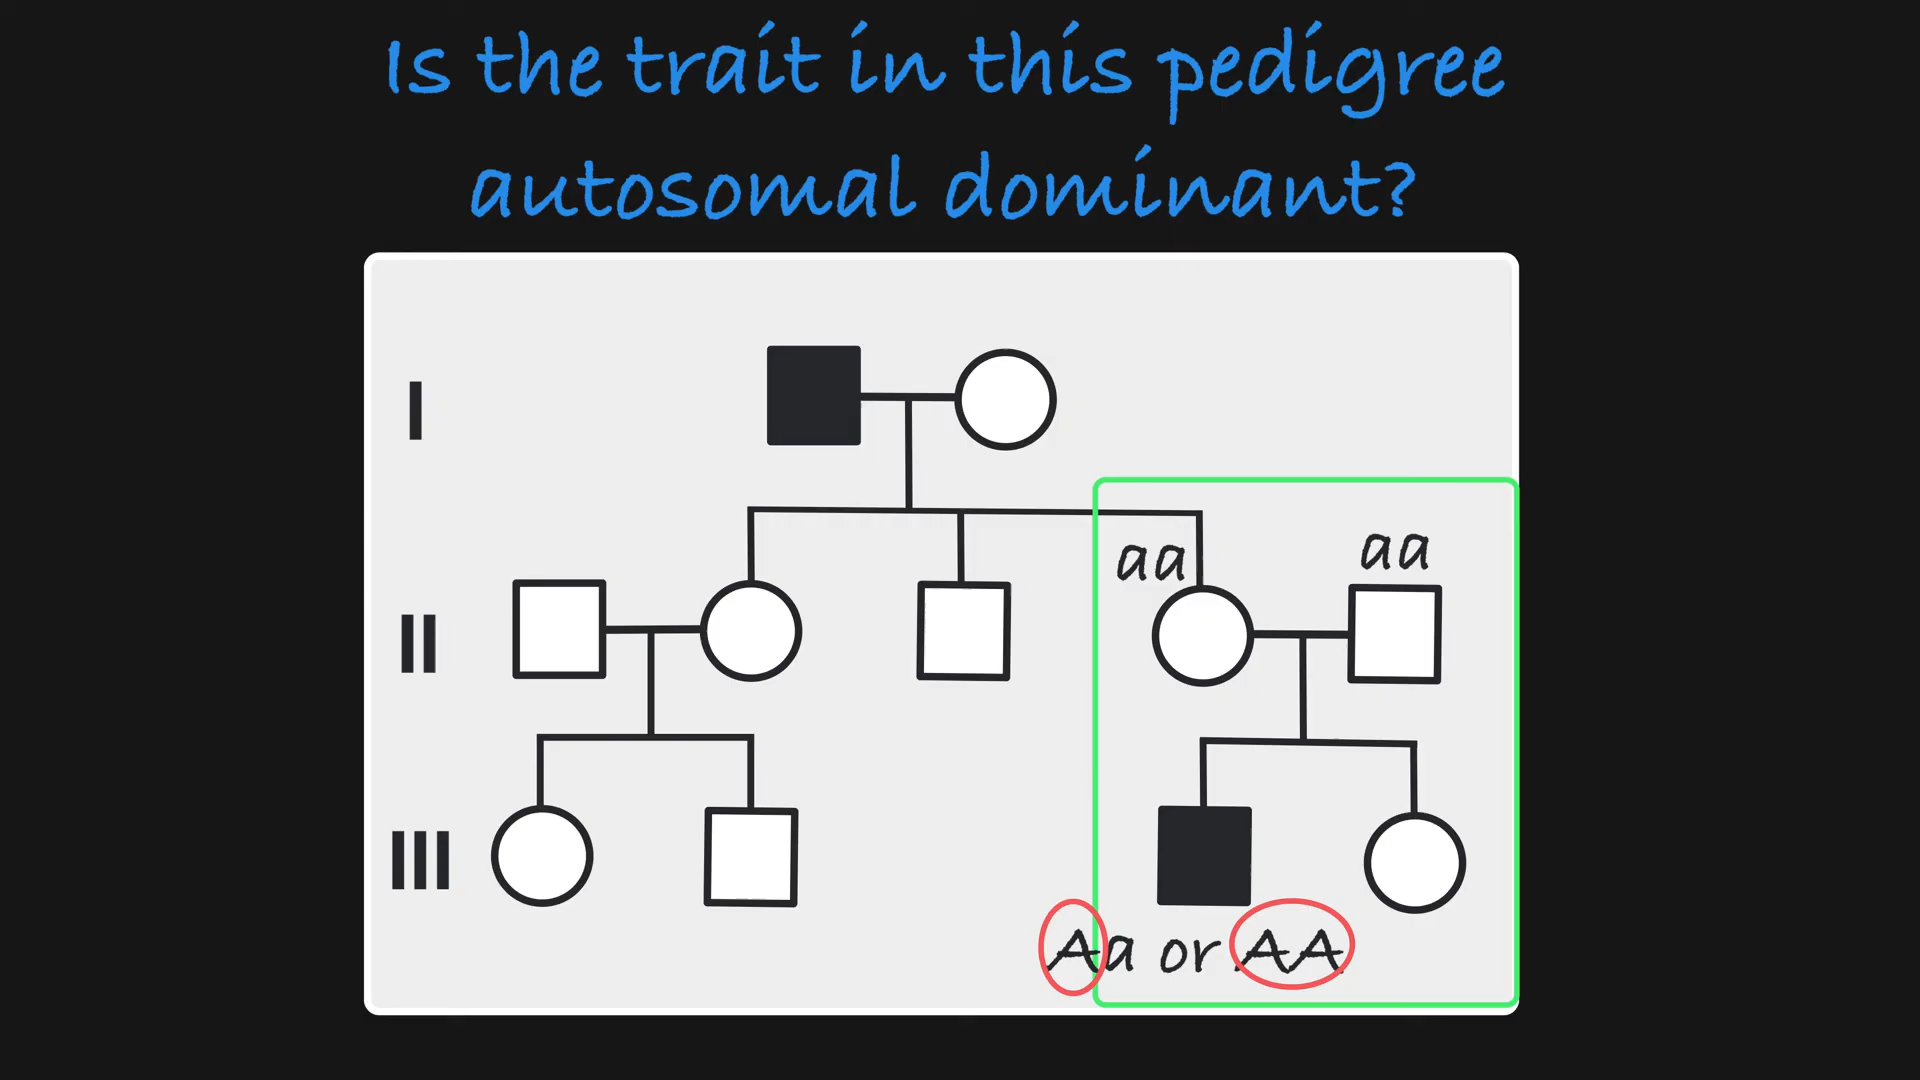 Is the trait in this pedigree
autosomal dominant?
I
aa
aa
II
III
Aa or AA